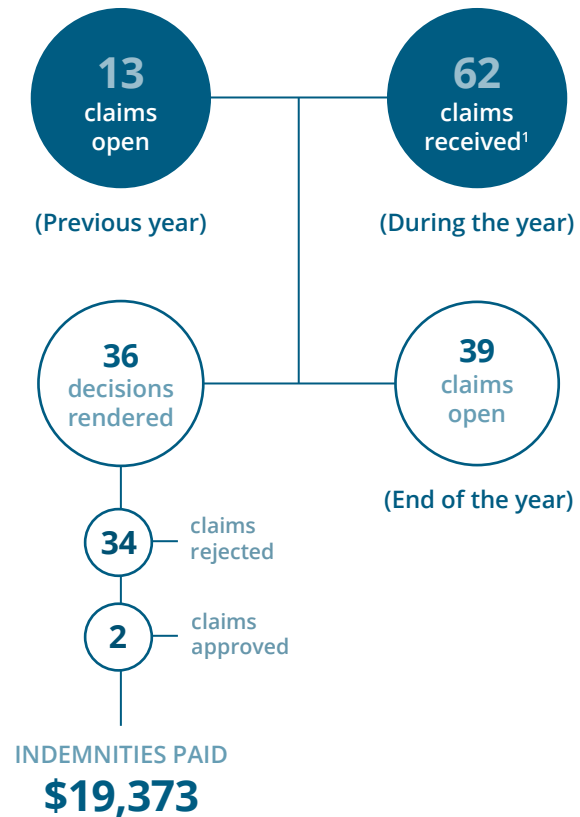 13
claims
open
(Previous year)
62
claims
received¹
(During the year)
36
decisions
rendered
39
claims
open
(End of the year)
34
claims
rejected
2
claims
approved
INDEMNITIES PAID
$19,373